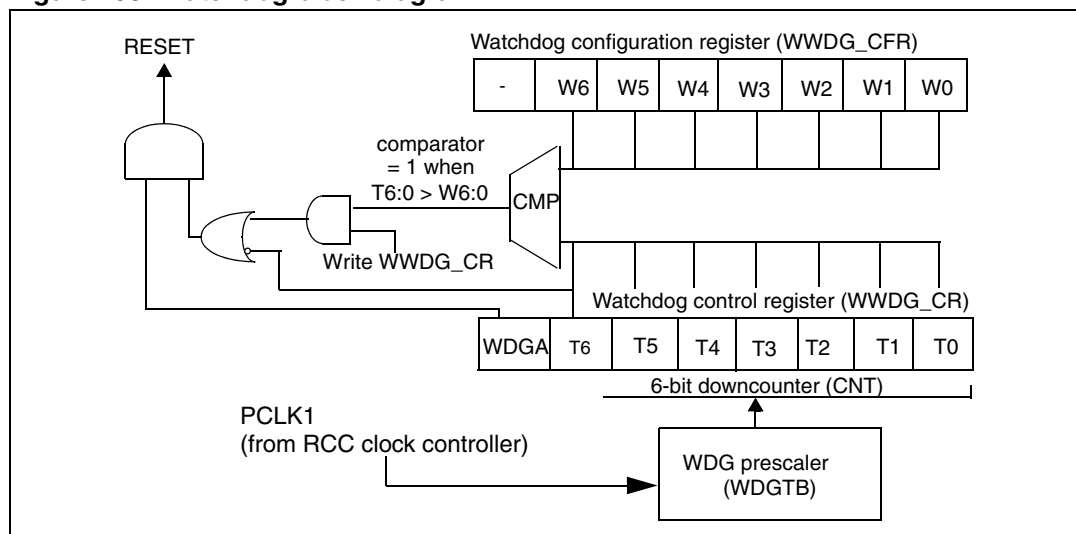 RESET
Watchdog configuration register (WWDG_CFR)
- W6 W5 W4 W3 W2 W1 W0
comparator
= 1 when
T6:0 > W6:0
CMP
Write WWDG_CR
Watchdog control register (WWDG_CR)
WDGA T6 T5 T4 T3 T2 T1 T0
6-bit downcounter (CNT)
PCLK1
(from RCC clock controller)
WDG prescaler
(WDGTB)